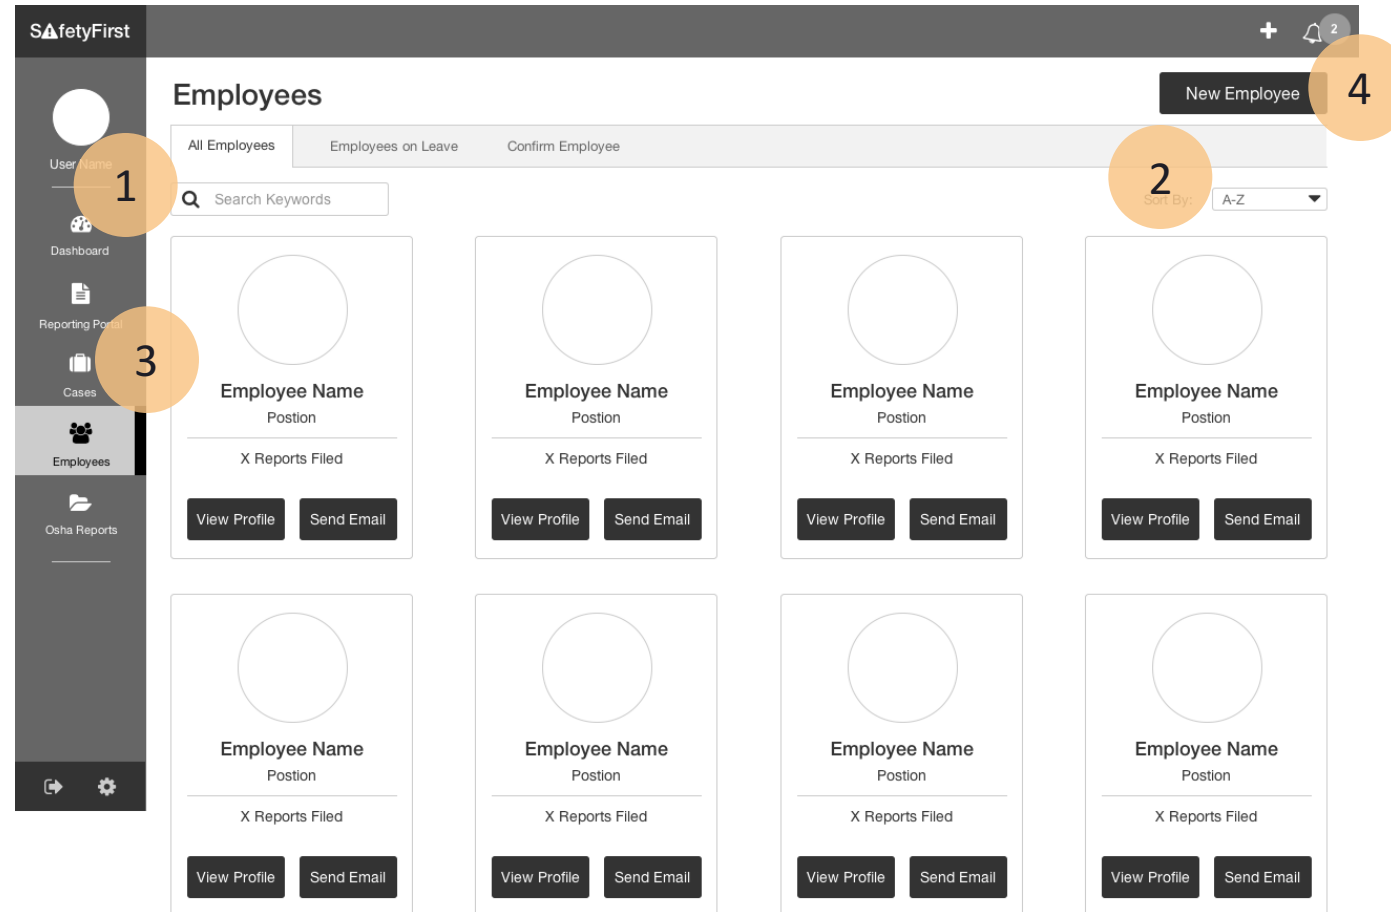 SAfetyFirst
2
4
Employees
New Employee
User Name
1
All Employees
Employees on Leave
Confirm Employee
2
Search Keywords
Sort By:
A-Z
Dashboard
Reporting Portal
3
Cases
Employees
Osha Reports
Employee Name
Postion
X Reports Filed
View Profile
Send Email
Employee Name
Postion
X Reports Filed
View Profile
Send Email
Employee Name
Postion
X Reports Filed
View Profile
Send Email
Employee Name
Postion
X Reports Filed
View Profile
Send Email
Employee Name
Postion
X Reports Filed
View Profile
Send Email
Employee Name
Postion
X Reports Filed
View Profile
Send Email
Employee Name
Postion
X Reports Filed
View Profile
Send Email
Employee Name
Postion
X Reports Filed
View Profile
Send Email